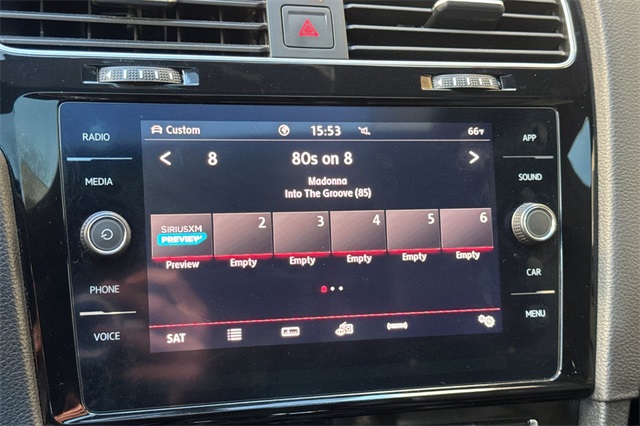 RADIO
MEDIA
PHONE
VOICE
Custom 15:53 66°F
< 8 80s on 8 >
Madonna
Into The Groove (85)
SIRIUSXM
PREVIEW
2 3 4 5 6
Preview Empty Empty Empty Empty Empty
SAT
APP
SOUND
CAR
MENU